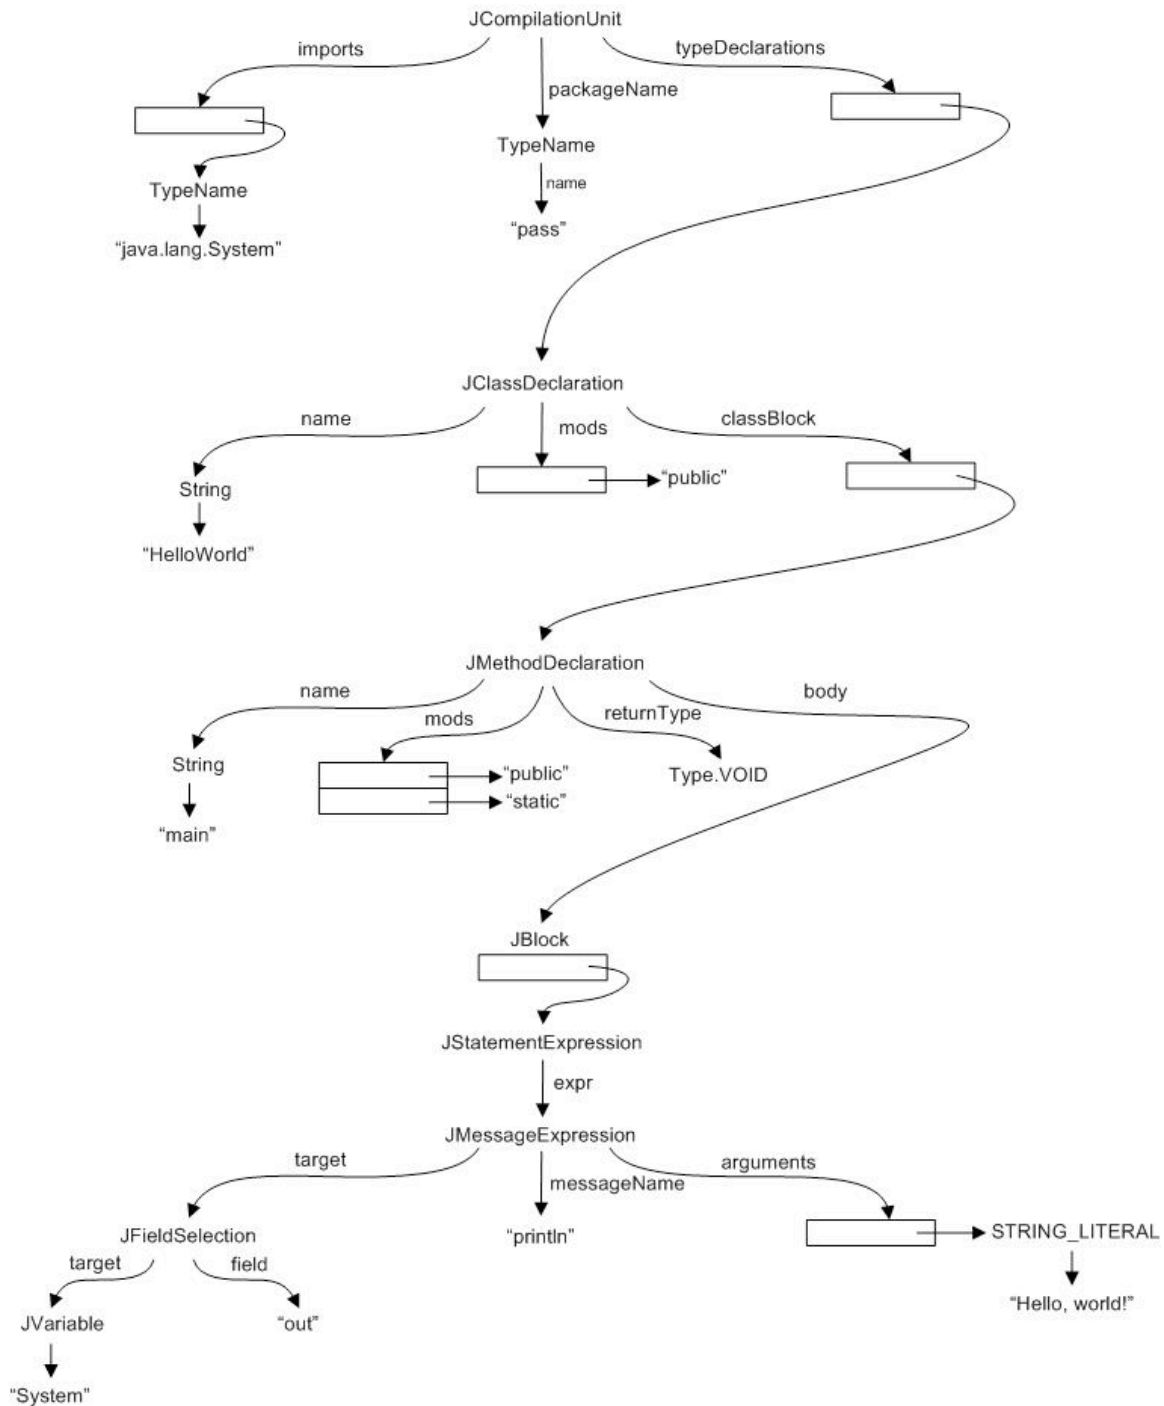 JCompilationUnit
imports
typeDeclarations
packageName
TypeName
TypeName
name
"java.lang.System"
"pass"
JClassDeclaration
name
mods
classBlock
String
"public"
"HelloWorld"
JMethodDeclaration
name
mods
returnType
body
String
"public"
Type.VOID
"static"
"main"
JBlock
JStatementExpression
expr
JMessageExpression
target
messageName
arguments
JFieldSelection
"println"
STRING_LITERAL
target
field
"Hello, world!"
JVariable
"out"
"System"